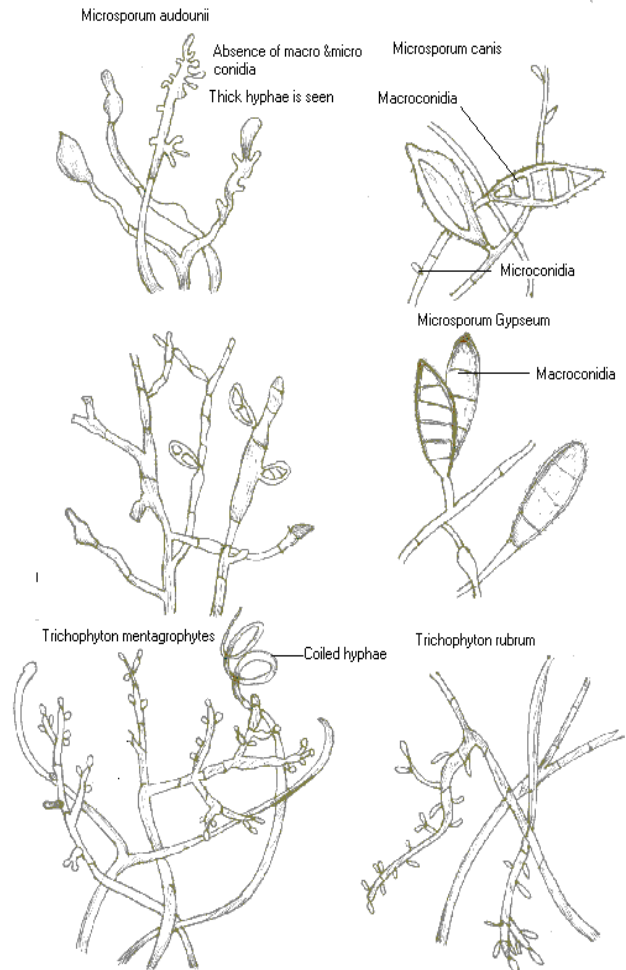 Microsporum audounii
Absence of macro &micro
conidia
Thick hyphae is seen
Microsporum canis
Macroconidia
Microconidia
Microsporum Gypseum
Macroconidia
Trichophyton mentagrophytes
Coiled hyphae
Trichophyton rubrum